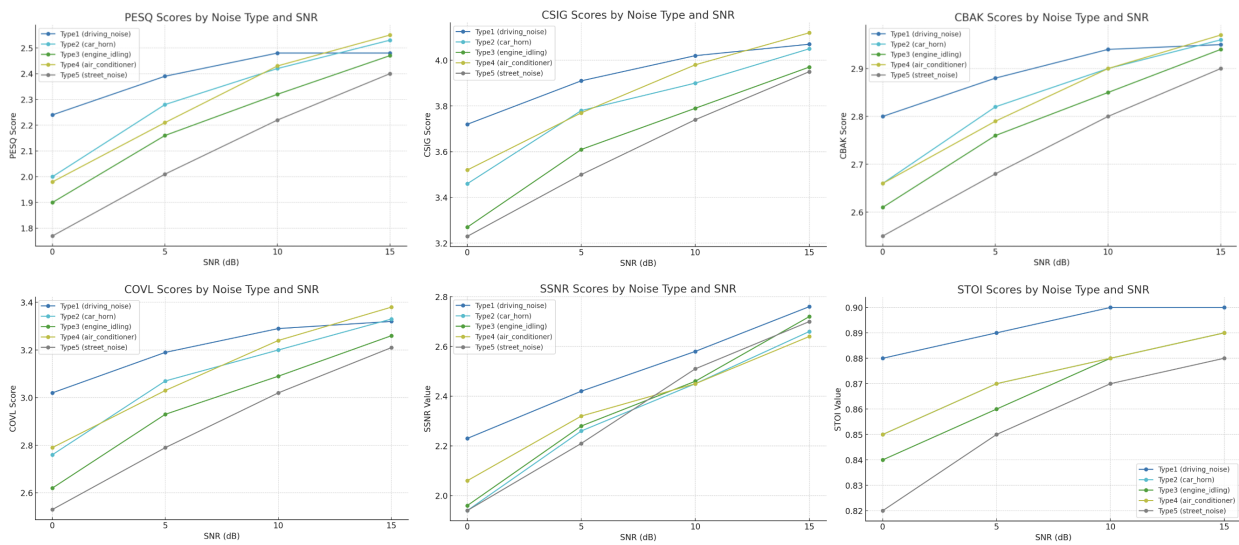 PESQ Scores by Noise Type and SNR
Type1 (driving_noise)
Type2 (car_horn)
Type3 (engine_idling)
Type4 (air_conditioner)
Type5 (street_noise)
PESQ Score
2.5
2.4
2.3
2.2
2.1
2.0
1.9
1.8
0 5 10 15
SNR (dB)
CSIG Scores by Noise Type and SNR
Type1 (driving_noise)
Type2 (car_horn)
Type3 (engine_idling)
Type4 (air_conditioner)
Type5 (street_noise)
CSIG Score
4.0
3.8
3.6
3.4
3.2
0 5 10 15
SNR (dB)
CBAK Scores by Noise Type and SNR
Type1 (driving_noise)
Type2 (car_horn)
Type3 (engine_idling)
Type4 (air_conditioner)
Type5 (street_noise)
CBAK Score
2.9
2.8
2.7
2.6
0 5 10 15
SNR (dB)
COVL Scores by Noise Type and SNR
Type1 (driving_noise)
Type2 (car_horn)
Type3 (engine_idling)
Type4 (air_conditioner)
Type5 (street_noise)
COVL Score
3.4
3.2
3.0
2.8
2.6
0 5 10 15
SNR (dB)
SSNR Scores by Noise Type and SNR
Type1 (driving_noise)
Type2 (car_horn)
Type3 (engine_idling)
Type4 (air_conditioner)
Type5 (street_noise)
SSNR Value
2.8
2.6
2.4
2.2
2.0
0 5 10 15
SNR (dB)
STOI Scores by Noise Type and SNR
STOI Value
0.90
0.89
0.88
0.87
0.86
0.85
0.84
0.83
0.82
Type1 (driving_noise)
Type2 (car_horn)
Type3 (engine_idling)
Type4 (air_conditioner)
Type5 (street_noise)
0 5 10 15
SNR (dB)